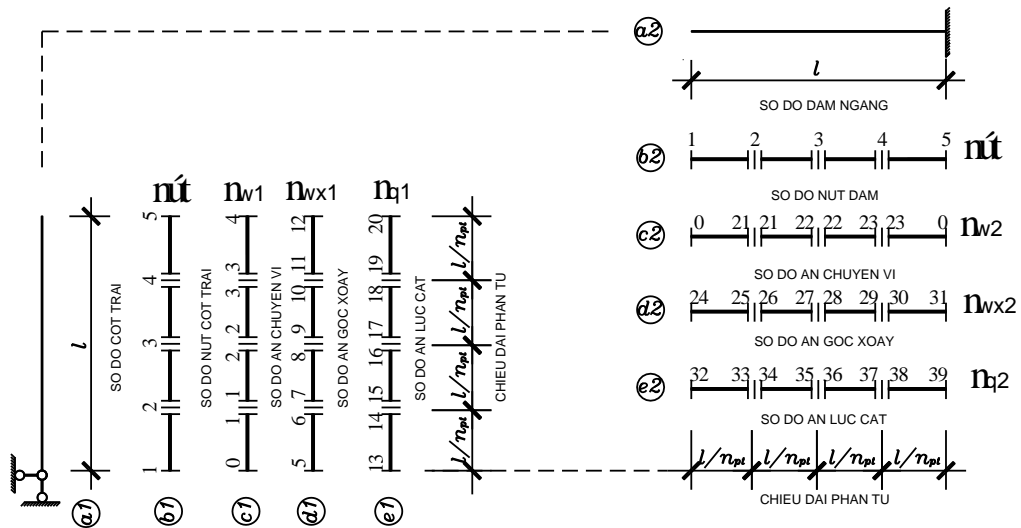 a2
l
SO DO DAM NGANG
1 2 3 4 5 nút
b2
SO DO NUT DAM
0 21 21 22 22 23 23 0 nw2
c2
SO DO AN CHUYEN VI
24 25 26 27 28 29 30 31 nwx2
d2
SO DO AN GOC XOAY
32 33 34 35 36 37 38 39 nq2
e2
SO DO AN LUC CAT
l/npt l/npt l/npt l/npt
CHIEU DAI PHAN TU
nút nw1 nwx1 nq1
l
SO DO COT TRAI
1 2 3 4 5
SO DO NUT COT TRAI
0 1 1 2 2 3 3 4
SO DO AN CHUYEN VI
5 6 7 8 9 10 11 12
SO DO AN GOC XOAY
13 14 15 16 17 18 19 20
SO DO AN LUC CAT
l/npt l/npt l/npt l/npt
CHIEU DAI PHAN TU
a1 b1 c1 d1 e1